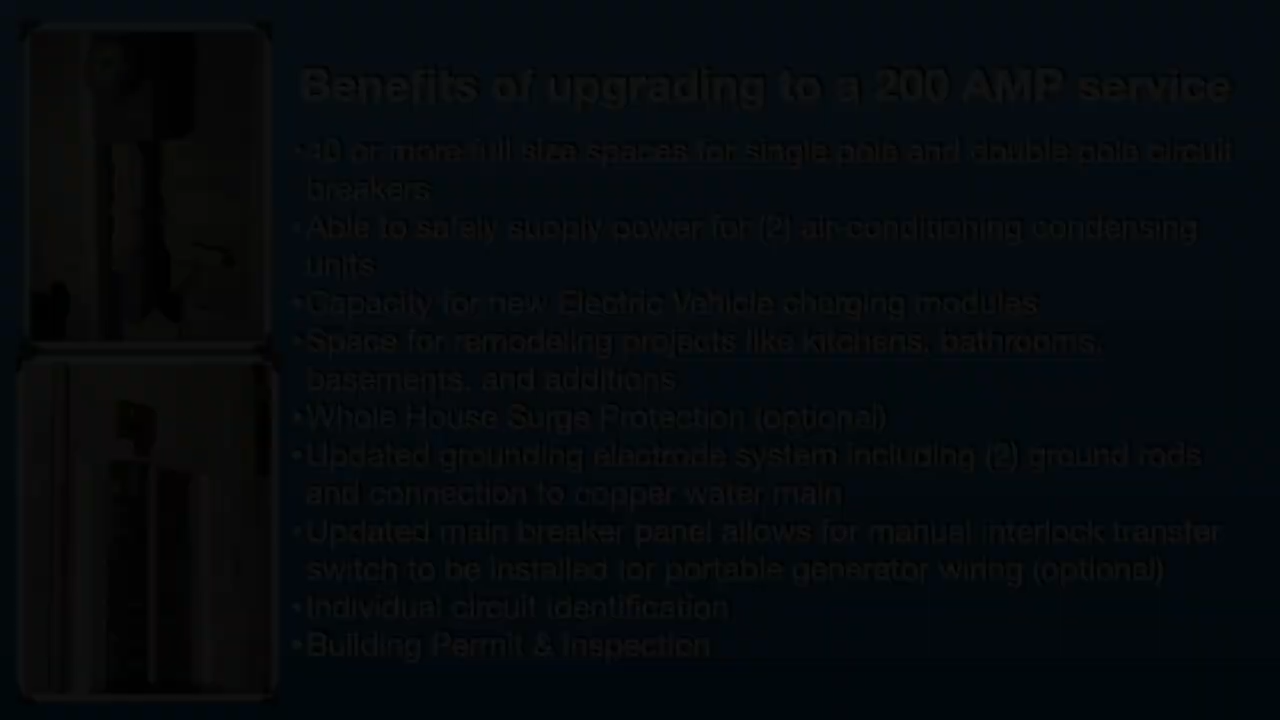 Benefits of upgrading to a 200 AMP service
•40 or more full size spaces for single pole and double pole circuit
breakers
•Able to safely supply power for (2) air-conditioning condensing
units
•Capacity for new Electric Vehicle charging modules
•Space for remodeling projects like kitchens, bathrooms,
basements, and additions
•Whole House Surge Protection (optional)
•Updated grounding electrode system including (2) ground rods
and connection to copper water main
•Updated main breaker panel allows for manual interlock transfer
switch to be installed for portable generator wiring (optional)
•Individual circuit identification
•Building Permit & Inspection